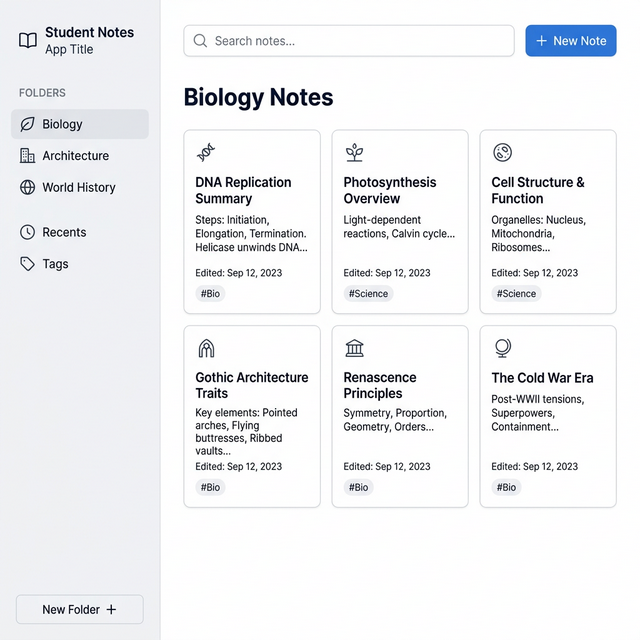 Student Notes
App Title
FOLDERS
Biology
Architecture
World History
Recents
Tags
New Folder +
Search notes...
+ New Note
Biology Notes
DNA Replication
Summary
Steps: Initiation,
Elongation, Termination.
Helicase unwinds DNA...
Edited: Sep 12, 2023
#Bio
Photosynthesis
Overview
Light-dependent
reactions, Calvin cycle...
Edited: Sep 12, 2023
#Science
Cell Structure &
Function
Organelles: Nucleus,
Mitochondria,
Ribosomes...
Edited: Sep 12, 2023
#Science
Gothic Architecture
Traits
Key elements: Pointed
arches, Flying
buttresses, Ribbed
vaults...
Edited: Sep 12, 2023
#Bio
Renascence
Principles
Symmetry, Proportion,
Geometry, Orders...
Edited: Sep 12, 2023
#Bio
The Cold War Era
Post-WWII tensions,
Superpowers,
Containment...
Edited: Sep 12, 2023
#Bio